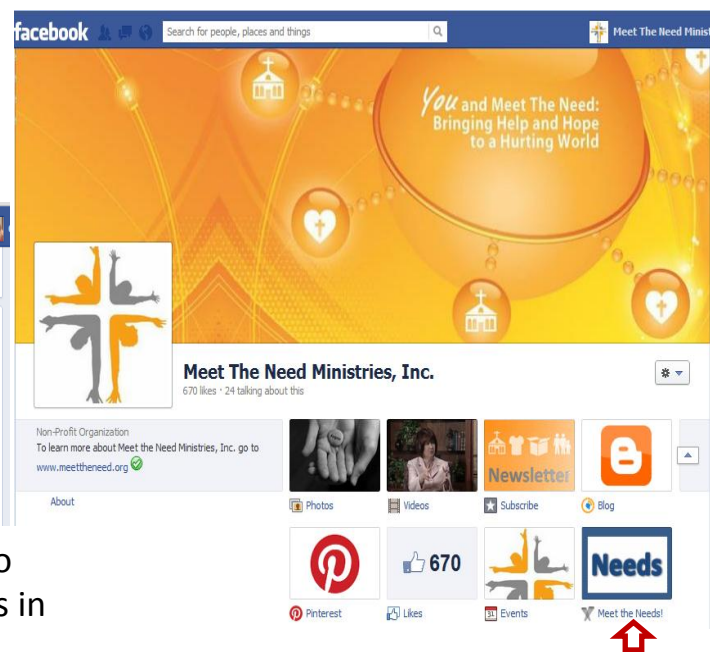 facebook
Search for people, places and things
Meet The Need Minist
You and Meet The Need:
Bringing Help and Hope
to a Hurting World
Meet The Need Ministries, Inc.
670 likes · 24 talking about this
Non-Profit Organization
To learn more about Meet the Need Ministries, Inc. go to
www.meettheneed.org
About
Newsletter
Photos
Videos
Subscribe
Blog
670
Needs
Pinterest
Likes
31
Events
Meet the Needs!
s in